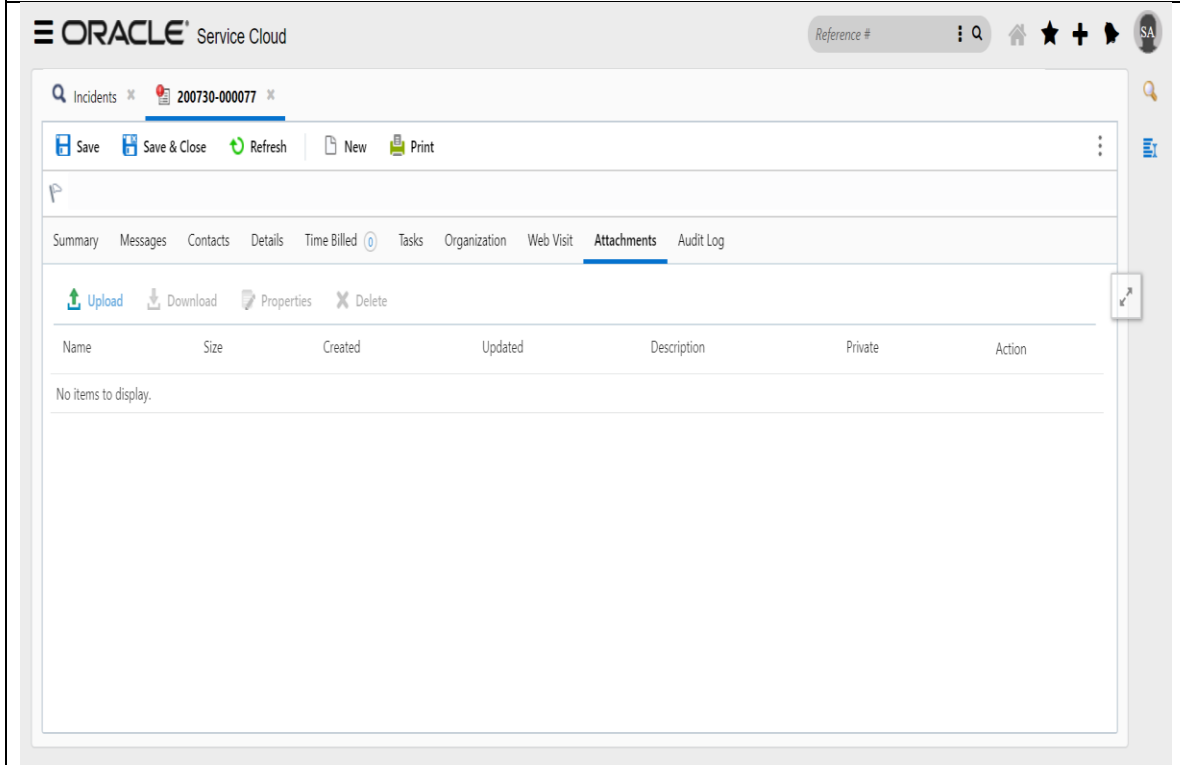 ORACLE Service Cloud Reference # SA
Incidents 200730-000077
Save Save & Close Refresh New Print
Summary Messages Contacts Details Time Billed 0 Tasks Organization Web Visit Attachments Audit Log
Upload Download Properties Delete
Name Size Created Updated Description Private Action
No items to display.